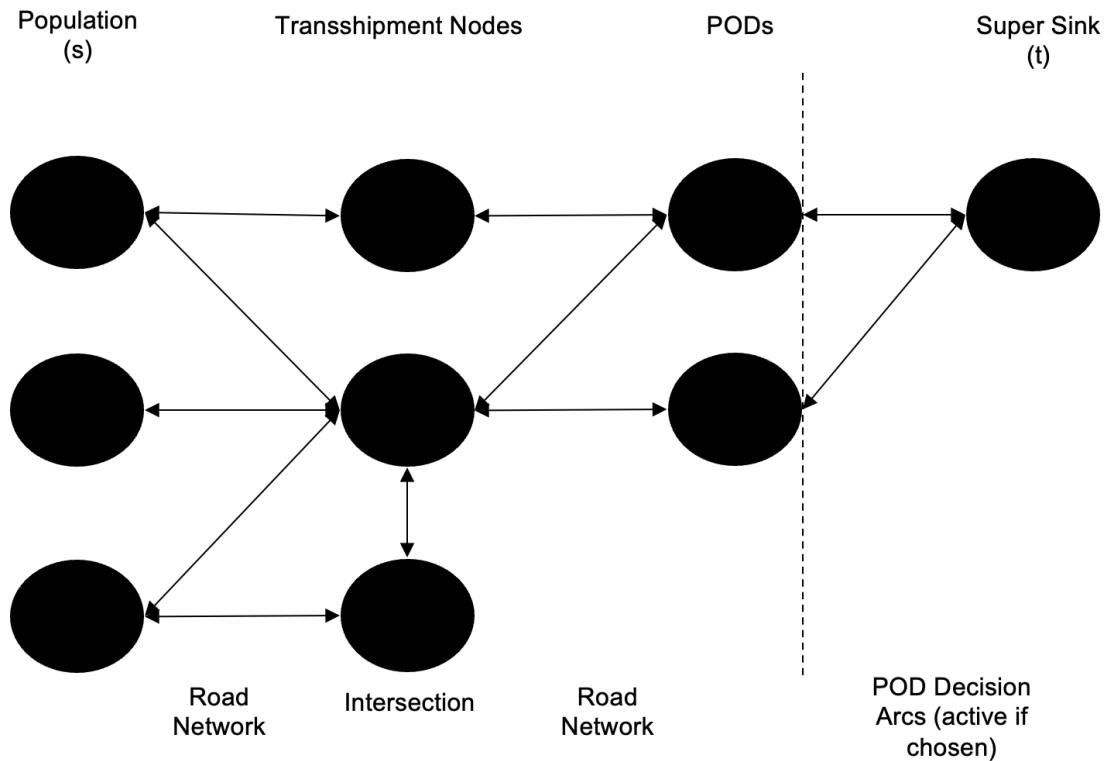 Population
(s)
Transshipment Nodes
PODs
Super Sink
(t)
Road
Network
Intersection
Road
Network
POD Decision
Arcs (active if
chosen)